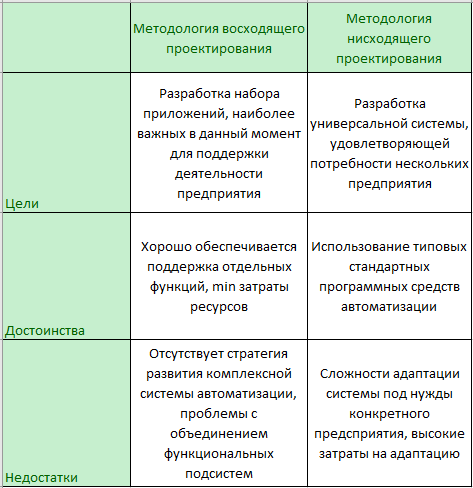 Методология восходящего
проектирования
Методология
нисходящего
проектирования
Цели
Разработка набора
приложений, наиболее
важных в данный момент
для поддержки
деятельности
предприятия
Разработка
универсальной системы,
удовлетворяющей
потребности нескольких
предприятия
Достоинства
Хорошо обеспечивается
поддержка отдельных
функций, min затраты
ресурсов
Использование типовых
стандартных
программных средств
автоматизации
Недостатки
Отсутствует стратегия
развития комплексной
системы автоматизации,
проблемы с
объединением
функциональных
подсистем
Сложности адаптации
системы под нужды
конкретного
предсприятия, высокие
затраты на адаптацию